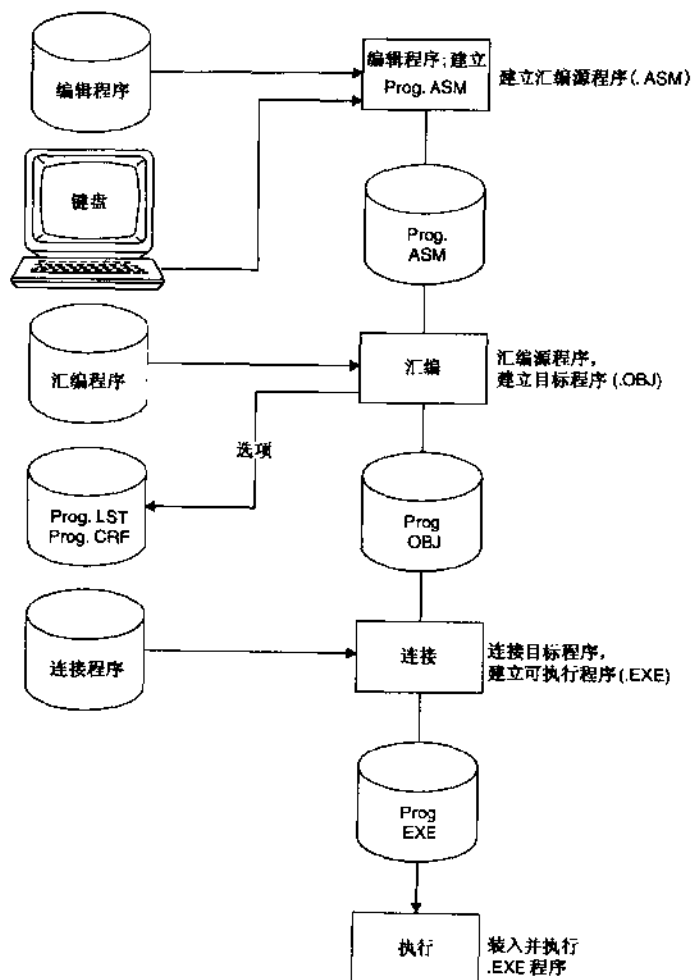 编辑程序
编辑程序;建立
Prog. ASM
建立汇编源程序(. ASM)
键盘
Prog.
ASM
汇编程序
汇编
汇编源程序,
建立目标程序 (.OBJ)
选项
Prog. LST
Prog. CRF
Prog
OBJ
连接程序
连接
连接目标程序,
建立可执行程序(.EXE)
Prog
EXE
执行
装入并执行
.EXE 程序